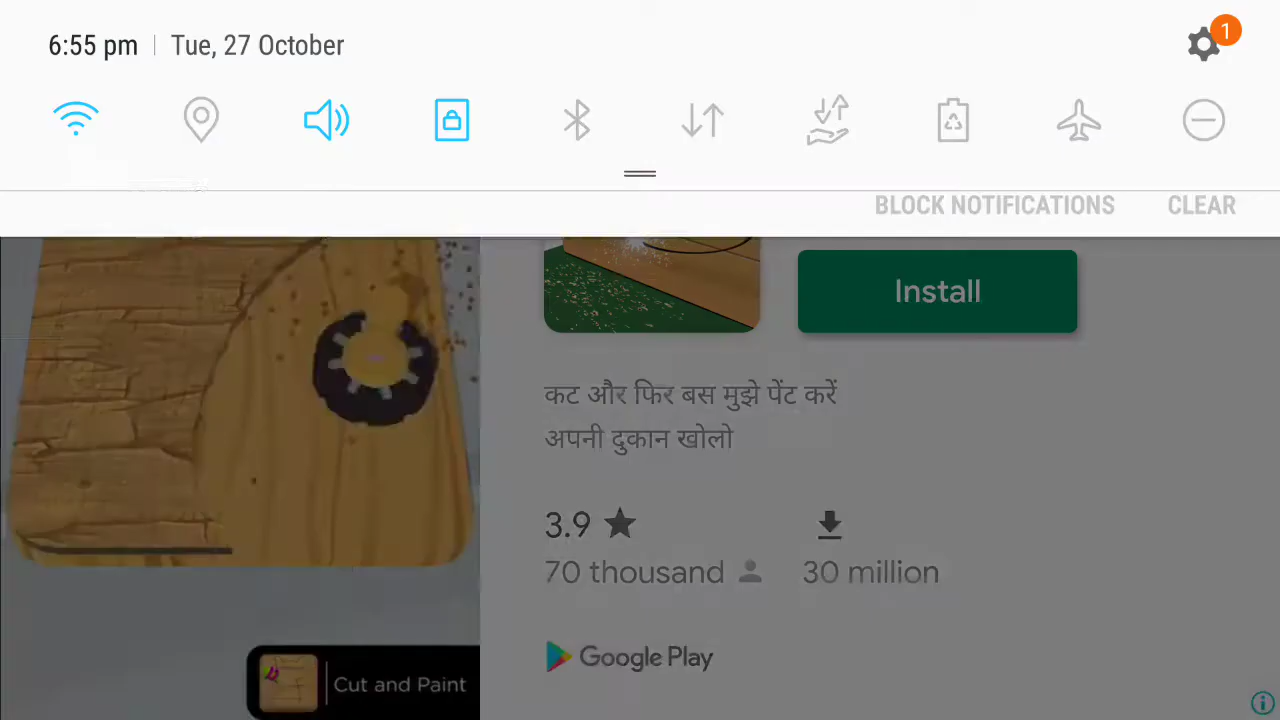 6:55 pm | Tue, 27 October
1
BLOCK NOTIFICATIONS CLEAR
Install
कट और फिर बस मुझे पेंट करें
अपनी दुकान खोलो
3.9
70 thousand
30 million
Google Play
Cut and Paint